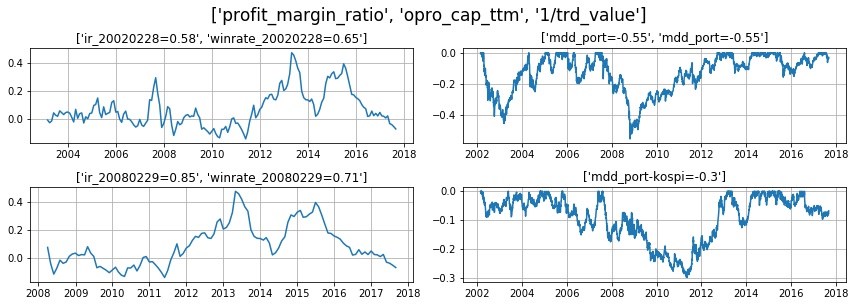 ['profit_margin_ratio', 'opro_cap_ttm', '1/trd_value']
['ir_20020228=0.58', 'winrate_20020228=0.65']
0.4
0.2
0.0
2004 2006 2008 2010 2012 2014 2016 2018
['mdd_port=-0.55', 'mdd_port=-0.55']
0.0
−0.2
−0.4
2002 2004 2006 2008 2010 2012 2014 2016 2018
['ir_20080229=0.85', 'winrate_20080229=0.71']
0.4
0.2
0.0
2008 2009 2010 2011 2012 2013 2014 2015 2016 2017 2018
['mdd_port-kospi=-0.3']
0.0
−0.1
−0.2
−0.3
2002 2004 2006 2008 2010 2012 2014 2016 2018